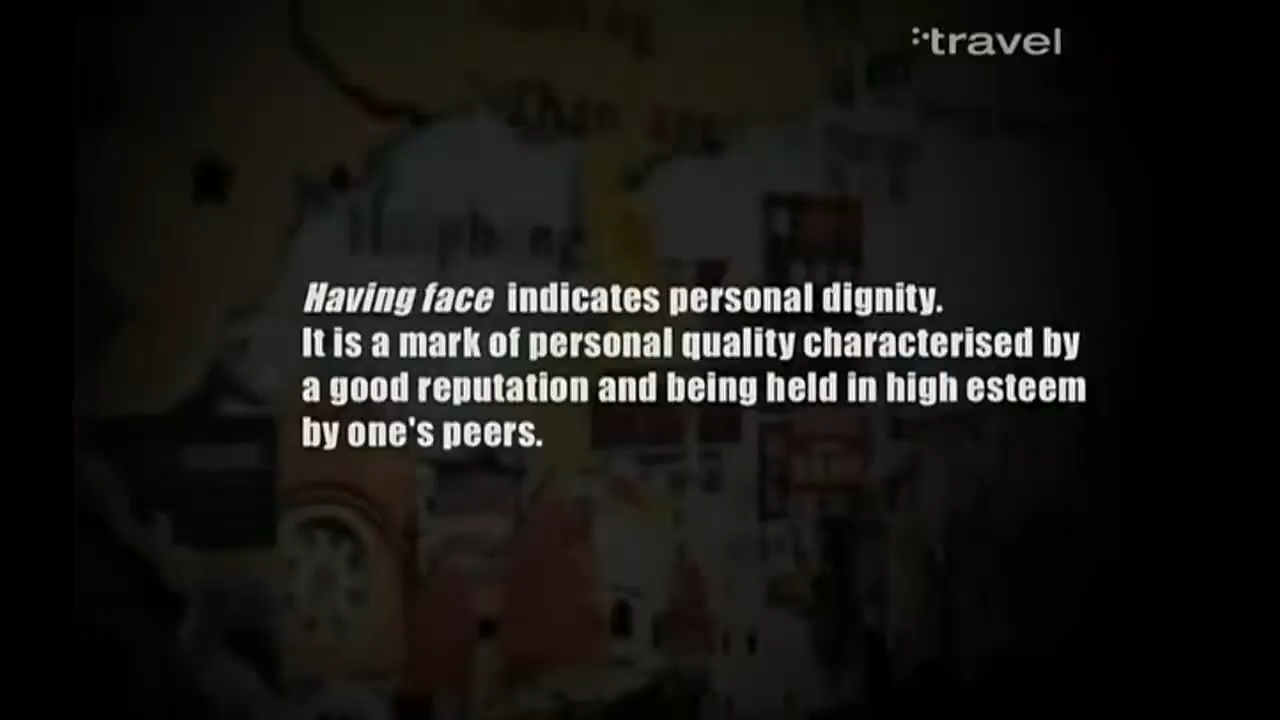 :·travel
Having face indicates personal dignity.
It is a mark of personal quality characterised by
a good reputation and being held in high esteem
by one's peers.